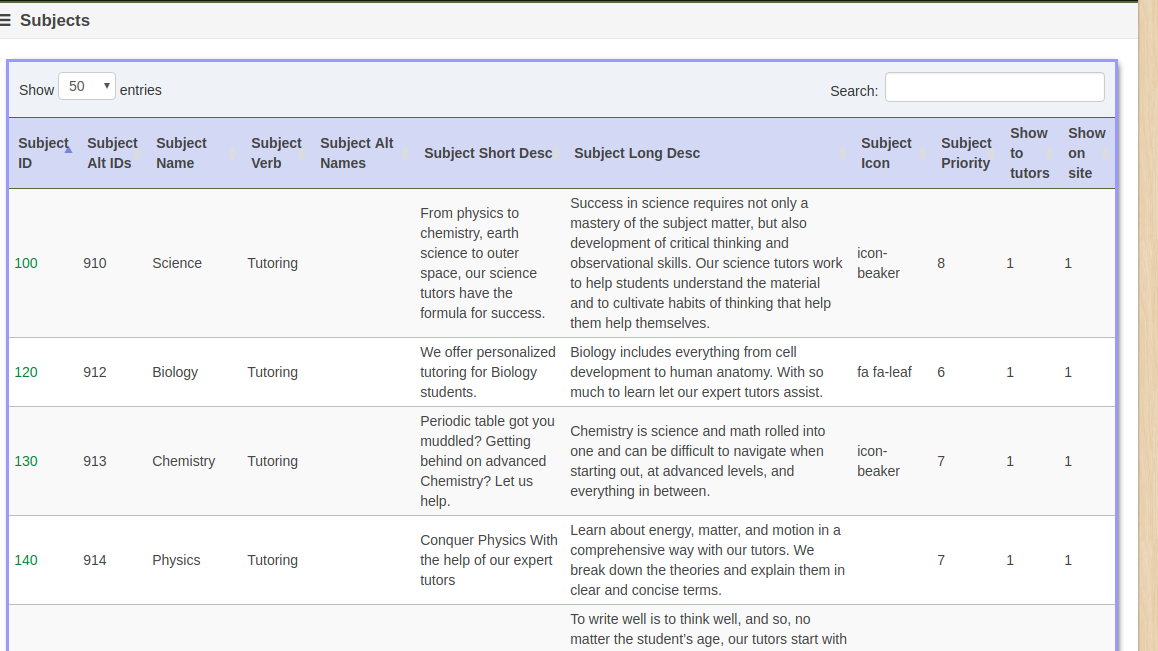 ☰ Subjects
Show 50 entries
Search:
Subject ID
Subject Alt IDs
Subject Name
Subject Verb
Subject Alt Names
Subject Short Desc
Subject Long Desc
Subject Icon
Subject Priority
Show to tutors
Show on site
100
910
Science
Tutoring
From physics to
chemistry, earth
science to outer
space, our science
tutors have the
formula for success.
Success in science requires not only a
mastery of the subject matter, but also
development of critical thinking and
observational skills. Our science tutors work
to help students understand the material
and to cultivate habits of thinking that help
them help themselves.
icon-
beaker
8
1
1
120
912
Biology
Tutoring
We offer personalized
tutoring for Biology
students.
Biology includes everything from cell
development to human anatomy. With so
much to learn let our expert tutors assist.
fa fa-leaf
6
1
1
130
913
Chemistry
Tutoring
Periodic table got you
muddled? Getting
behind on advanced
Chemistry? Let us
help.
Chemistry is science and math rolled into
one and can be difficult to navigate when
starting out, at advanced levels, and
everything in between.
icon-
beaker
7
1
1
140
914
Physics
Tutoring
Conquer Physics With
the help of our expert
tutors
Learn about energy, matter, and motion in a
comprehensive way with our tutors. We
break down the theories and explain them in
clear and concise terms.
7
1
1
To write well is to think well, and so, no
matter the student’s age, our tutors start with